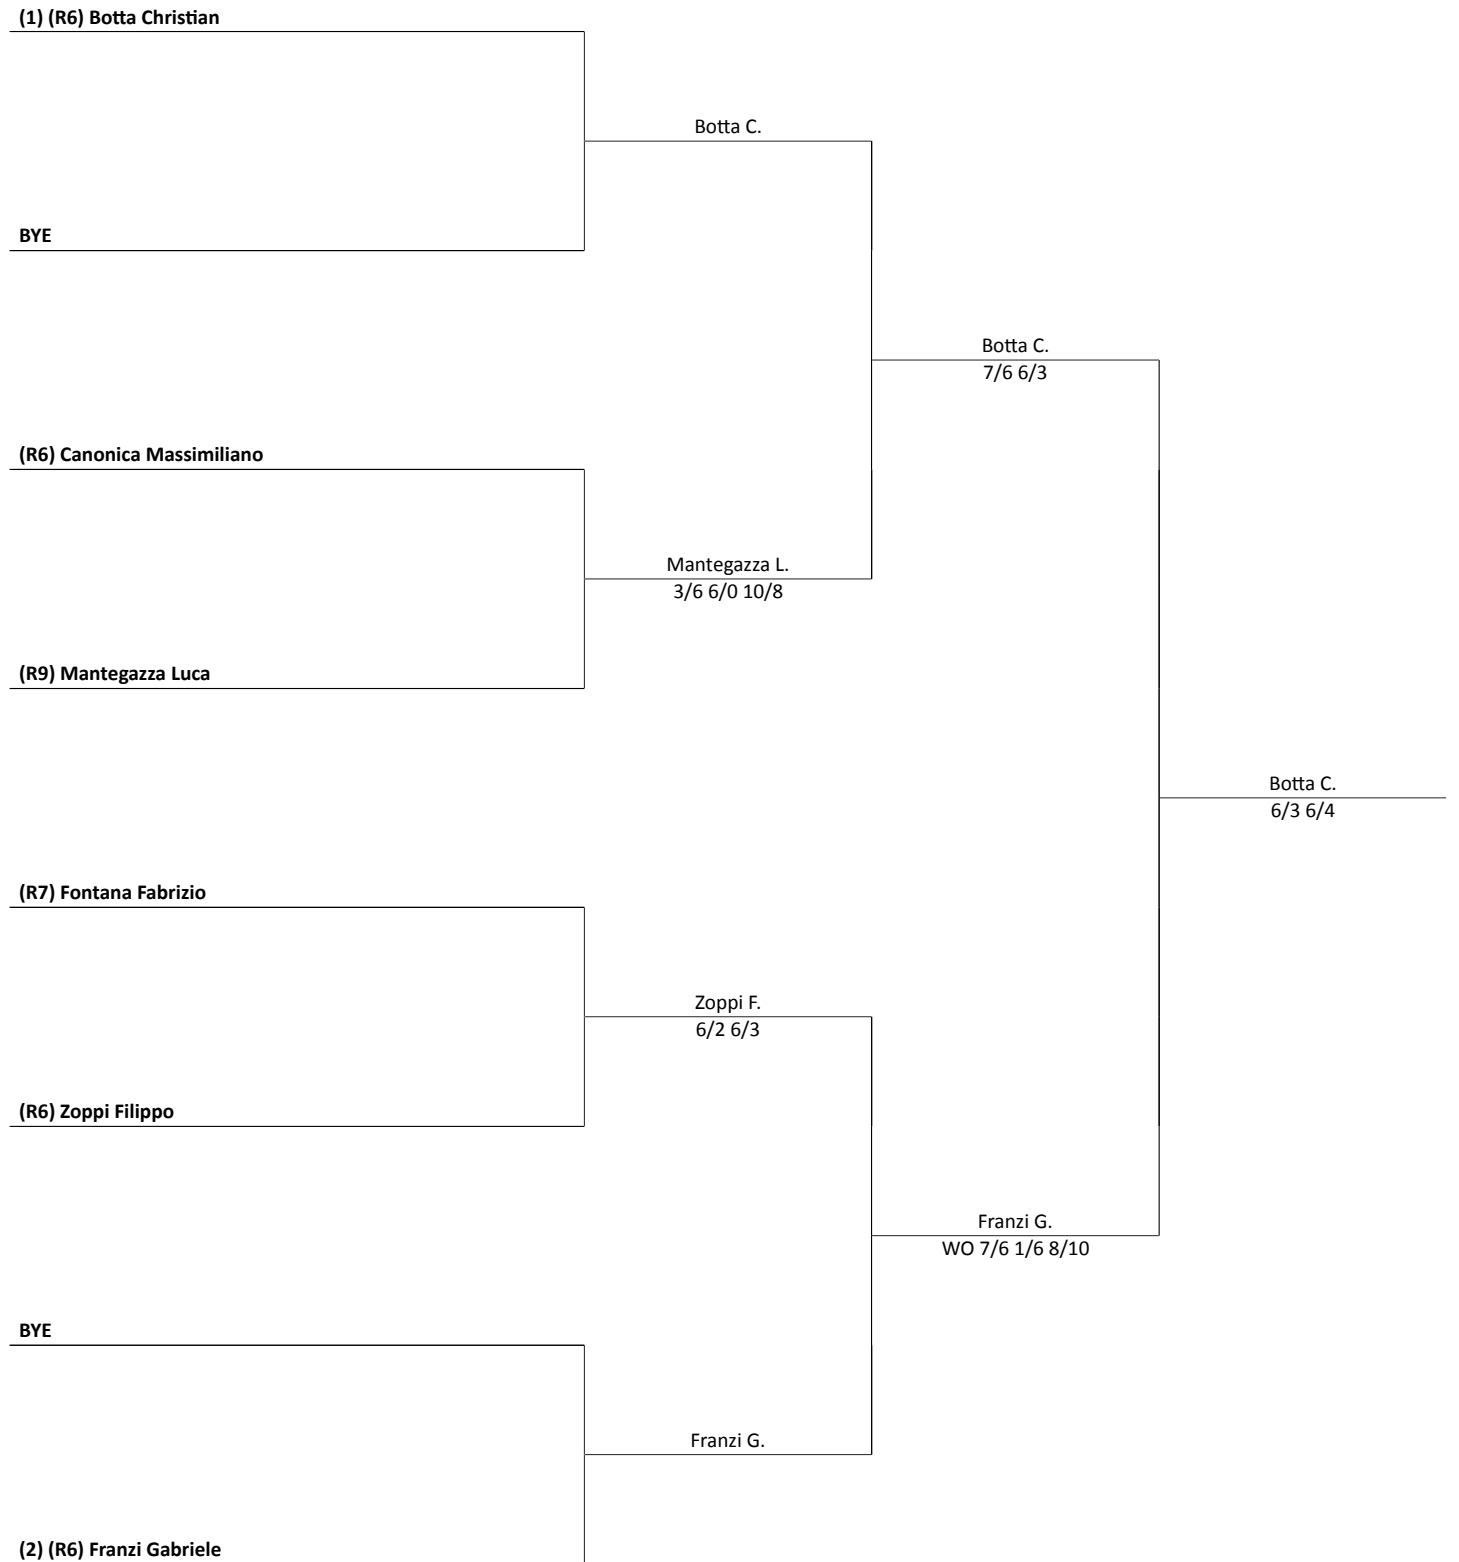 (1) (R6) Botta Christian
Botta C.
BYE
Botta C.
7/6 6/3
(R6) Canonica Massimiliano
Mantegazza L.
3/6 6/0 10/8
(R9) Mantegazza Luca
Botta C.
6/3 6/4
(R7) Fontana Fabrizio
Zoppi F.
6/2 6/3
(R6) Zoppi Filippo
Franzi G.
WO 7/6 1/6 8/10
BYE
Franzi G.
(2) (R6) Franzi Gabriele